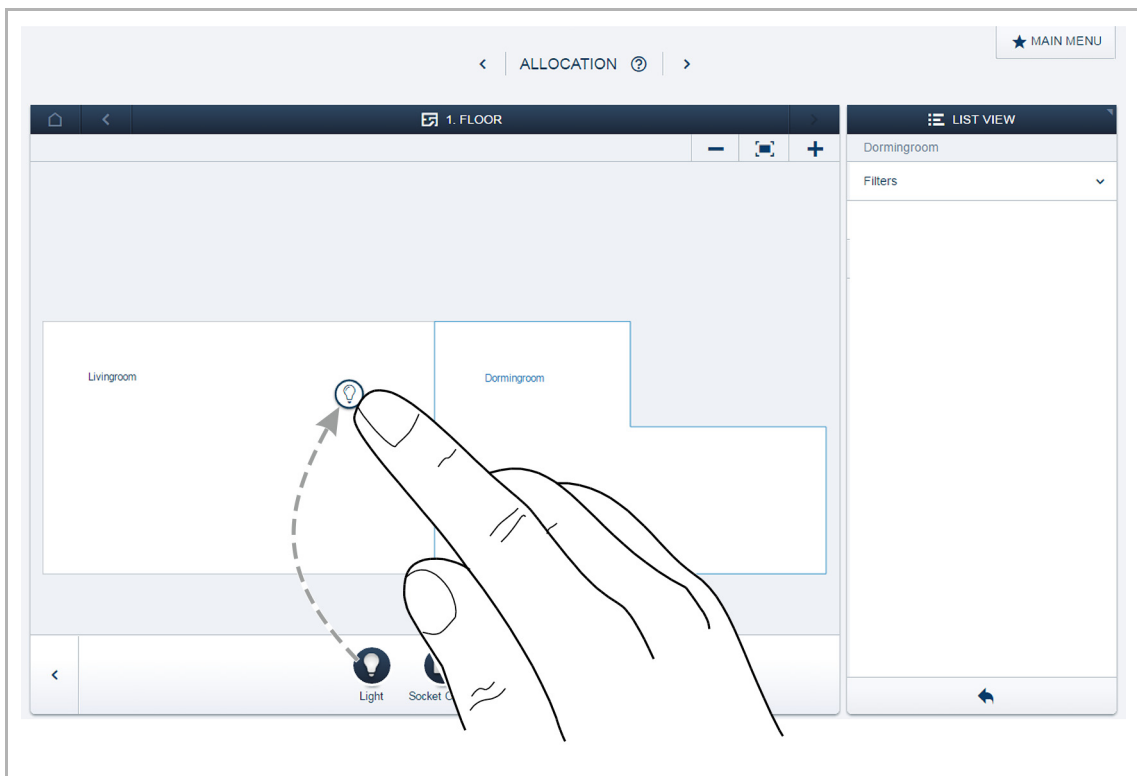 MAIN MENU
ALLOCATION
1. FLOOR
LIST VIEW
Dormingroom
Filters
Livingroom
Dormingroom
Light
Socket